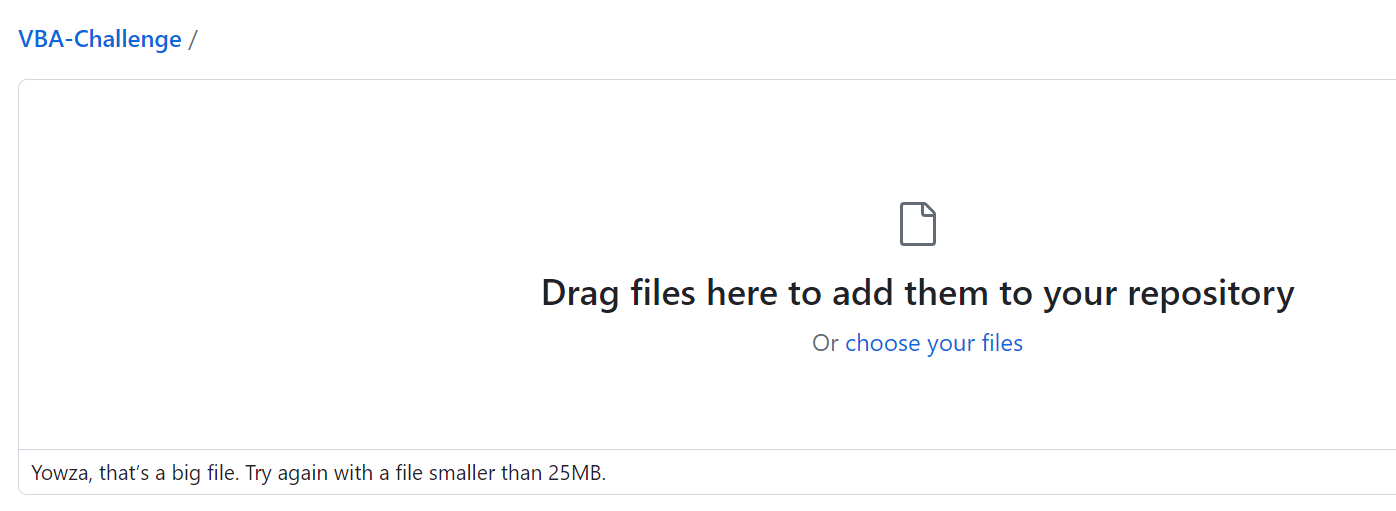 VBA-Challenge /
Drag files here to add them to your repository
Or choose your files
Yowza, that’s a big file. Try again with a file smaller than 25MB.